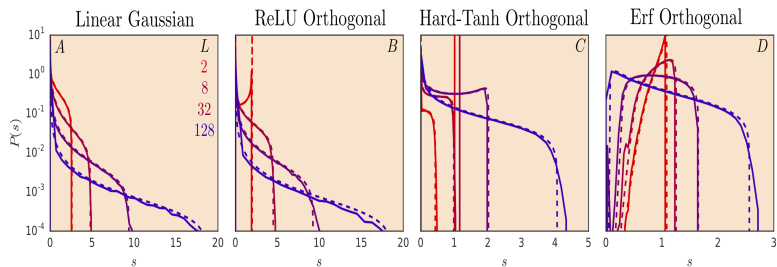 Linear Gaussian
ReLU Orthogonal
Hard-Tanh Orthogonal
Erf Orthogonal
A
L
B
C
D
2
8
32
128
P(s)
10^1
10^0
10^-1
10^-2
10^-3
10^-4
0 5 10 15 20
0 5 10 15 20
0 1 2 3 4 5
0 1 2 3
s
s
s
s